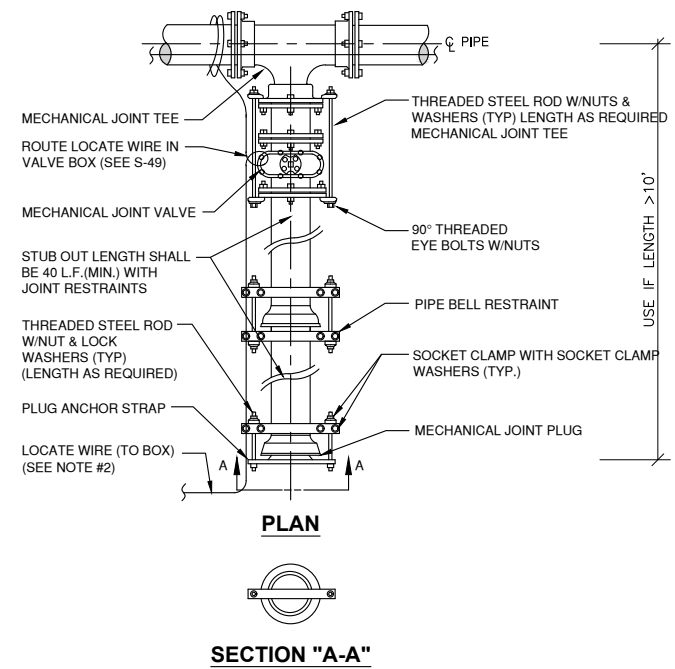 ℄ PIPE
MECHANICAL JOINT TEE
ROUTE LOCATE WIRE IN
VALVE BOX (SEE S-49)
MECHANICAL JOINT VALVE
STUB OUT LENGTH SHALL
BE 40 L.F.(MIN.) WITH
JOINT RESTRAINTS
THREADED STEEL ROD
W/NUT & LOCK
WASHERS (TYP)
(LENGTH AS REQUIRED)
PLUG ANCHOR STRAP
LOCATE WIRE (TO BOX)
(SEE NOTE #2)
THREADED STEEL ROD W/NUTS &
WASHERS (TYP) LENGTH AS REQUIRED
MECHANICAL JOINT TEE
90° THREADED
EYE BOLTS W/NUTS
PIPE BELL RESTRAINT
SOCKET CLAMP WITH SOCKET CLAMP
WASHERS (TYP.)
MECHANICAL JOINT PLUG
USE IF LENGTH >10'
A
A
PLAN
SECTION "A-A"